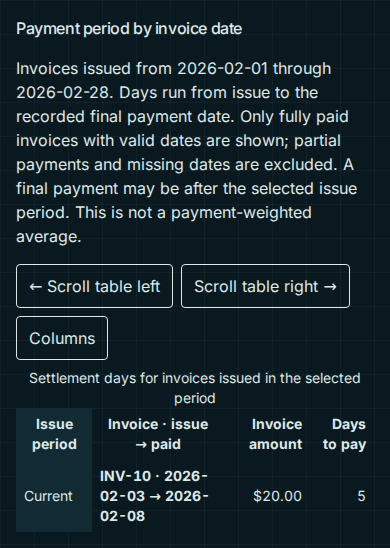 Payment period by invoice date
Invoices issued from 2026-02-01 through
2026-02-28. Days run from issue to the
recorded final payment date. Only fully paid
invoices with valid dates are shown; partial
payments and missing dates are excluded. A
final payment may be after the selected issue
period. This is not a payment-weighted
average.
← Scroll table left
Scroll table right →
Columns
Settlement days for invoices issued in the selected
period
Issue
period
Invoice · issue
→ paid
Invoice
amount
Days
to pay
Current
INV-10 · 2026-
02-03 → 2026-
02-08
$20.00
5